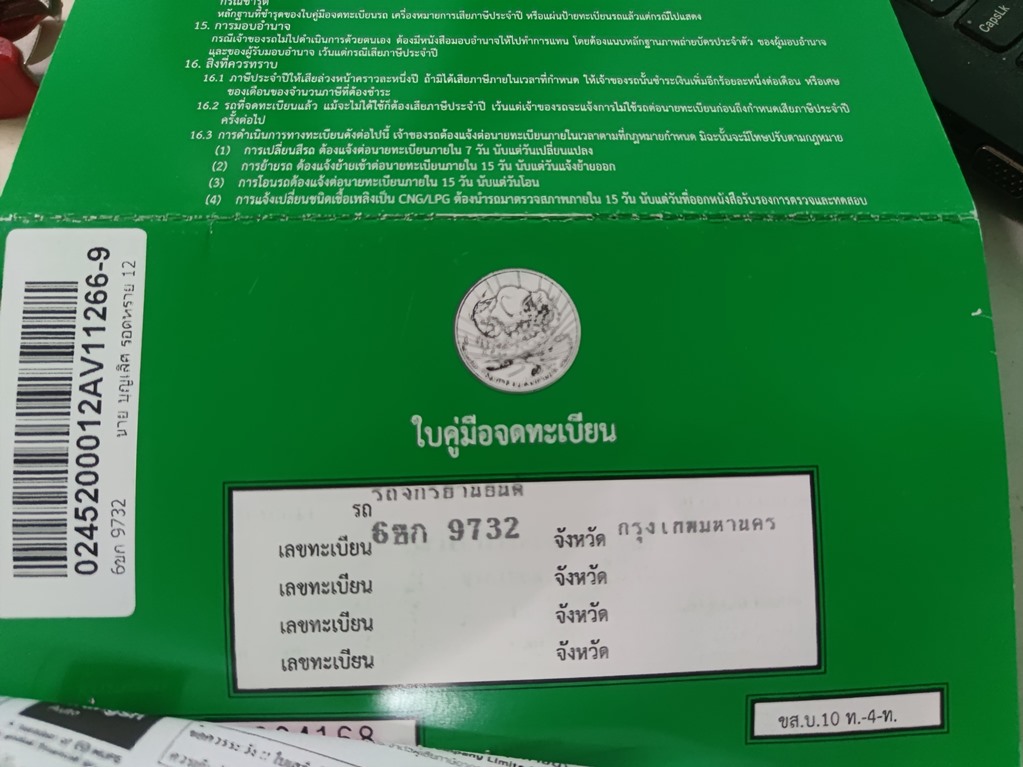 กรณีชำรุด
หลักฐานที่ชำรุดของใบคู่มือจดทะเบียนรถ เครื่องหมายการเสียภาษีประจำปี หรือแผ่นป้ายทะเบียนรถแล้วแต่กรณีไปแสดง
15. การมอบอำนาจ
กรณีเจ้าของรถไม่ไปดำเนินการด้วยตนเอง ต้องมีหนังสือมอบอำนาจให้ไปทำการแทน โดยต้องแนบหลักฐานภาพถ่ายบัตรประจำตัว ของผู้มอบอำนาจ
และของผู้รับมอบอำนาจ เว้นแต่กรณีเสียภาษีประจำปี
16. สิ่งที่ควรทราบ
16.1 ภาษีประจำปีให้เสียล่วงหน้าคราวละหนึ่งปี ถ้ามิได้เสียภาษีภายในเวลาที่กำหนด ให้เจ้าของรถนั้นชำระเงินเพิ่มอีกร้อยละหนึ่งต่อเดือน หรือเศษ
ของเดือนของจำนวนภาษีที่ต้องชำระ
16.2 รถที่จดทะเบียนแล้ว แม้จะไม่ได้ใช้ก็ต้องเสียภาษีประจำปี เว้นแต่เจ้าของรถจะแจ้งการไม่ใช้รถต่อนายทะเบียนก่อนถึงกำหนดเสียภาษีประจำปี
ครั้งต่อไป
16.3 การดำเนินการทางทะเบียนดังต่อไปนี้ เจ้าของรถต้องแจ้งต่อนายทะเบียนภายในเวลาตามที่กฎหมายกำหนด มิฉะนั้นจะมีโทษปรับตามกฎหมาย
(1) การเปลี่ยนสีรถ ต้องแจ้งต่อนายทะเบียนภายใน 7 วัน นับแต่วันเปลี่ยนแปลง
(2) การย้ายรถ ต้องแจ้งย้ายเข้าต่อนายทะเบียนภายใน 15 วัน นับแต่วันแจ้งย้ายออก
(3) การโอนรถต้องแจ้งต่อนายทะเบียนภายใน 15 วัน นับแต่วันโอน
(4) การแจ้งเปลี่ยนชนิดเชื้อเพลิงเป็น CNG/LPG ต้องนำรถมาตรวจสภาพภายใน 15 วัน นับแต่วันที่ออกหนังสือรับรองการตรวจและทดสอบ
CapsLk
0245200012AV11266-9
6ขก 9732 นาย บุญเลิศ รอดทราย 12
ใบคู่มือจดทะเบียน
รถ รถจักรยานยนต์
เลขทะเบียน 6ขก 9732 จังหวัด กรุงเทพมหานคร
เลขทะเบียน จังหวัด
เลขทะเบียน จังหวัด
เลขทะเบียน จังหวัด
ขส.บ.10 ท.-4-ท.